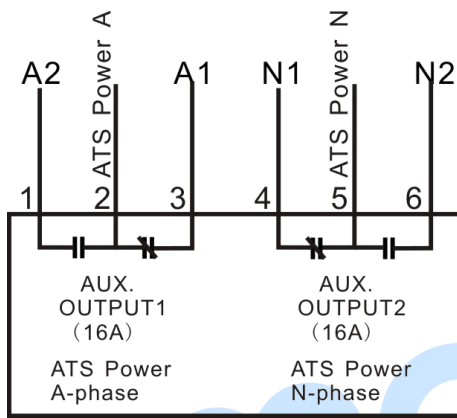 A2 ATS Power A A1 N1 ATS Power N N2
1 2 3 4 5 6
AUX. AUX.
OUTPUT1 OUTPUT2
（16A） （16A）
ATS Power ATS Power
A-phase N-phase